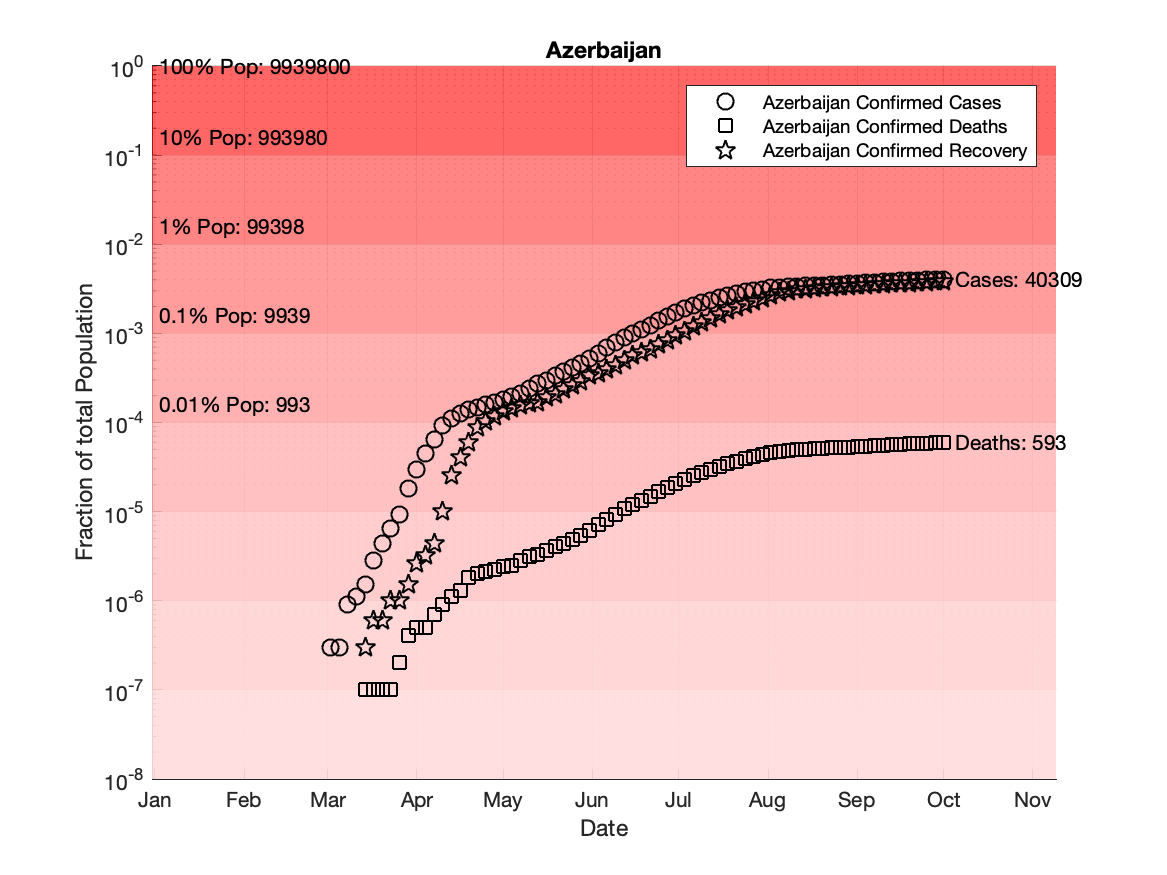 Azerbaijan
10^0
100% Pop: 9939800
Azerbaijan Confirmed Cases
Azerbaijan Confirmed Deaths
Azerbaijan Confirmed Recovery
10% Pop: 993980
10^-1
1% Pop: 99398
10^-2
Cases: 40309
0.1% Pop: 9939
10^-3
0.01% Pop: 993
10^-4
Deaths: 593
10^-5
10^-6
10^-7
10^-8
Fraction of total Population
Jan Feb Mar Apr May Jun Jul Aug Sep Oct Nov
Date